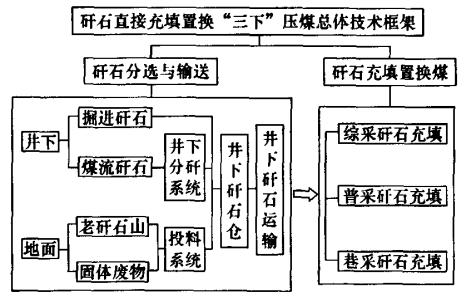 矸石直接充填置换“三下”压煤总体技术框架
矸石分选与输送
矸石充填置换煤
井下
掘进矸石
煤流矸石
井下分矸系统
地面
老矸石山
固体废物
投料系统
井下矸石仓
井下矸石运输
综采矸石充填
普采矸石充填
巷采矸石充填